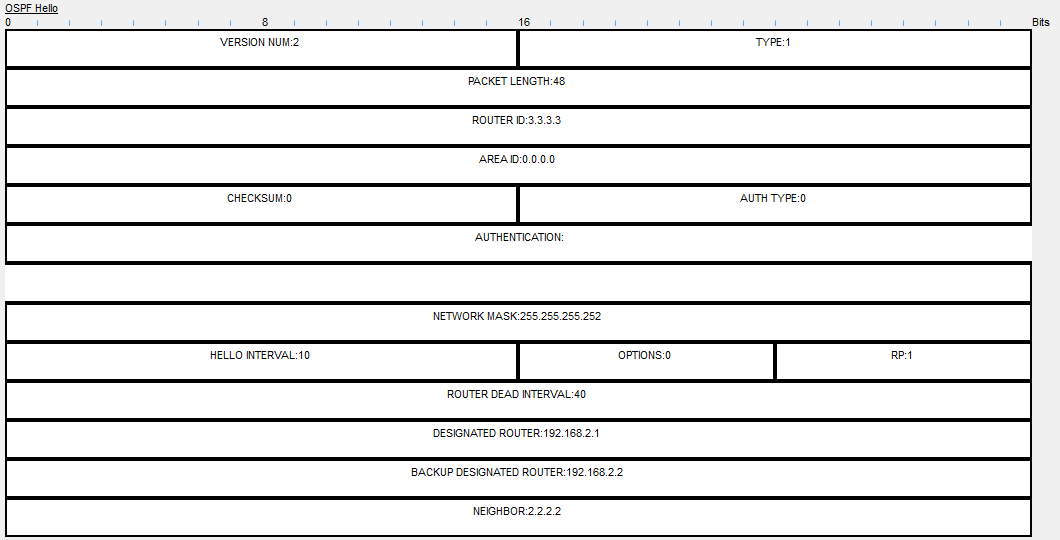 OSPF Hello
0 8 16 Bits
VERSION NUM:2 TYPE:1
PACKET LENGTH:48
ROUTER ID:3.3.3.3
AREA ID:0.0.0.0
CHECKSUM:0 AUTH TYPE:0
AUTHENTICATION:
NETWORK MASK:255.255.255.252
HELLO INTERVAL:10 OPTIONS:0 RP:1
ROUTER DEAD INTERVAL:40
DESIGNATED ROUTER:192.168.2.1
BACKUP DESIGNATED ROUTER:192.168.2.2
NEIGHBOR:2.2.2.2